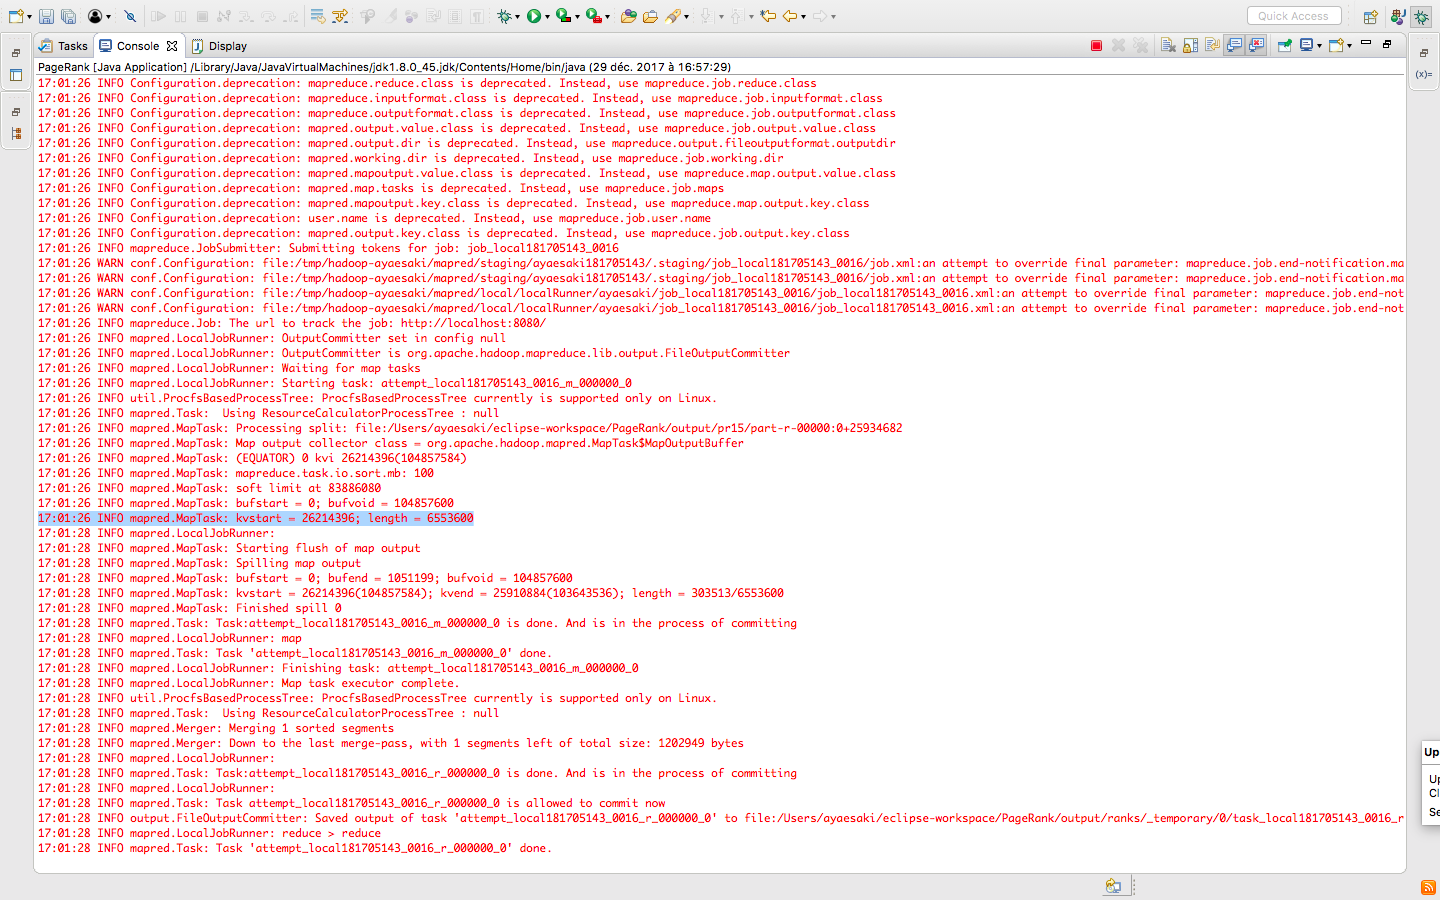 Quick Access
Tasks Console Display
PageRank [Java Application] /Library/Java/JavaVirtualMachines/jdk1.8.0_45.jdk/Contents/Home/bin/java (29 déc. 2017 à 16:57:29)
(x)=
17:01:26 INFO Configuration.deprecation: mapreduce.reduce.class is deprecated. Instead, use mapreduce.job.reduce.class
17:01:26 INFO Configuration.deprecation: mapreduce.inputformat.class is deprecated. Instead, use mapreduce.job.inputformat.class
17:01:26 INFO Configuration.deprecation: mapreduce.outputformat.class is deprecated. Instead, use mapreduce.job.outputformat.class
17:01:26 INFO Configuration.deprecation: mapred.output.value.class is deprecated. Instead, use mapreduce.job.output.value.class
17:01:26 INFO Configuration.deprecation: mapred.output.dir is deprecated. Instead, use mapreduce.output.fileoutputformat.outputdir
17:01:26 INFO Configuration.deprecation: mapred.working.dir is deprecated. Instead, use mapreduce.job.working.dir
17:01:26 INFO Configuration.deprecation: mapred.mapoutput.value.class is deprecated. Instead, use mapreduce.map.output.value.class
17:01:26 INFO Configuration.deprecation: mapred.map.tasks is deprecated. Instead, use mapreduce.job.maps
17:01:26 INFO Configuration.deprecation: mapred.mapoutput.key.class is deprecated. Instead, use mapreduce.map.output.key.class
17:01:26 INFO Configuration.deprecation: user.name is deprecated. Instead, use mapreduce.job.user.name
17:01:26 INFO Configuration.deprecation: mapred.output.key.class is deprecated. Instead, use mapreduce.job.output.key.class
17:01:26 INFO mapreduce.JobSubmitter: Submitting tokens for job: job_local181705143_0016
17:01:26 WARN conf.Configuration: file:/tmp/hadoop-ayaesaki/mapred/staging/ayaesaki181705143/.staging/job_local181705143_0016/job.xml:an attempt to override final parameter: mapreduce.job.end-notification.ma
17:01:26 WARN conf.Configuration: file:/tmp/hadoop-ayaesaki/mapred/staging/ayaesaki181705143/.staging/job_local181705143_0016/job.xml:an attempt to override final parameter: mapreduce.job.end-notification.ma
17:01:26 WARN conf.Configuration: file:/tmp/hadoop-ayaesaki/mapred/local/localRunner/ayaesaki/job_local181705143_0016/job_local181705143_0016.xml:an attempt to override final parameter: mapreduce.job.end-not
17:01:26 WARN conf.Configuration: file:/tmp/hadoop-ayaesaki/mapred/local/localRunner/ayaesaki/job_local181705143_0016/job_local181705143_0016.xml:an attempt to override final parameter: mapreduce.job.end-not
17:01:26 INFO mapreduce.Job: The url to track the job: http://localhost:8080/
17:01:26 INFO mapred.LocalJobRunner: OutputCommitter set in config null
17:01:26 INFO mapred.LocalJobRunner: OutputCommitter is org.apache.hadoop.mapreduce.lib.output.FileOutputCommitter
17:01:26 INFO mapred.LocalJobRunner: Waiting for map tasks
17:01:26 INFO mapred.LocalJobRunner: Starting task: attempt_local181705143_0016_m_000000_0
17:01:26 INFO util.ProcfsBasedProcessTree: ProcfsBasedProcessTree currently is supported only on Linux.
17:01:26 INFO mapred.Task:  Using ResourceCalculatorProcessTree : null
17:01:26 INFO mapred.MapTask: Processing split: file:/Users/ayaesaki/eclipse-workspace/PageRank/output/pr15/part-r-00000:0+25934682
17:01:26 INFO mapred.MapTask: Map output collector class = org.apache.hadoop.mapred.MapTask$MapOutputBuffer
17:01:26 INFO mapred.MapTask: (EQUATOR) 0 kvi 26214396(104857584)
17:01:26 INFO mapred.MapTask: mapreduce.task.io.sort.mb: 100
17:01:26 INFO mapred.MapTask: soft limit at 83886080
17:01:26 INFO mapred.MapTask: bufstart = 0; bufvoid = 104857600
17:01:26 INFO mapred.MapTask: kvstart = 26214396; length = 6553600
17:01:28 INFO mapred.LocalJobRunner:
17:01:28 INFO mapred.MapTask: Starting flush of map output
17:01:28 INFO mapred.MapTask: Spilling map output
17:01:28 INFO mapred.MapTask: bufstart = 0; bufend = 1051199; bufvoid = 104857600
17:01:28 INFO mapred.MapTask: kvstart = 26214396(104857584); kvend = 25910884(103643536); length = 303513/6553600
17:01:28 INFO mapred.MapTask: Finished spill 0
17:01:28 INFO mapred.Task: Task:attempt_local181705143_0016_m_000000_0 is done. And is in the process of committing
17:01:28 INFO mapred.LocalJobRunner: map
17:01:28 INFO mapred.Task: Task 'attempt_local181705143_0016_m_000000_0' done.
17:01:28 INFO mapred.LocalJobRunner: Finishing task: attempt_local181705143_0016_m_000000_0
17:01:28 INFO mapred.LocalJobRunner: Map task executor complete.
17:01:28 INFO util.ProcfsBasedProcessTree: ProcfsBasedProcessTree currently is supported only on Linux.
17:01:28 INFO mapred.Task:  Using ResourceCalculatorProcessTree : null
17:01:28 INFO mapred.Merger: Merging 1 sorted segments
17:01:28 INFO mapred.Merger: Down to the last merge-pass, with 1 segments left of total size: 1202949 bytes
17:01:28 INFO mapred.LocalJobRunner:
17:01:28 INFO mapred.Task: Task:attempt_local181705143_0016_r_000000_0 is done. And is in the process of committing
17:01:28 INFO mapred.LocalJobRunner:
17:01:28 INFO mapred.Task: Task attempt_local181705143_0016_r_000000_0 is allowed to commit now
17:01:28 INFO output.FileOutputCommitter: Saved output of task 'attempt_local181705143_0016_r_000000_0' to file:/Users/ayaesaki/eclipse-workspace/PageRank/output/ranks/_temporary/0/task_local181705143_0016_r
17:01:28 INFO mapred.LocalJobRunner: reduce > reduce
17:01:28 INFO mapred.Task: Task 'attempt_local181705143_0016_r_000000_0' done.
Up
Up
Cl
Se